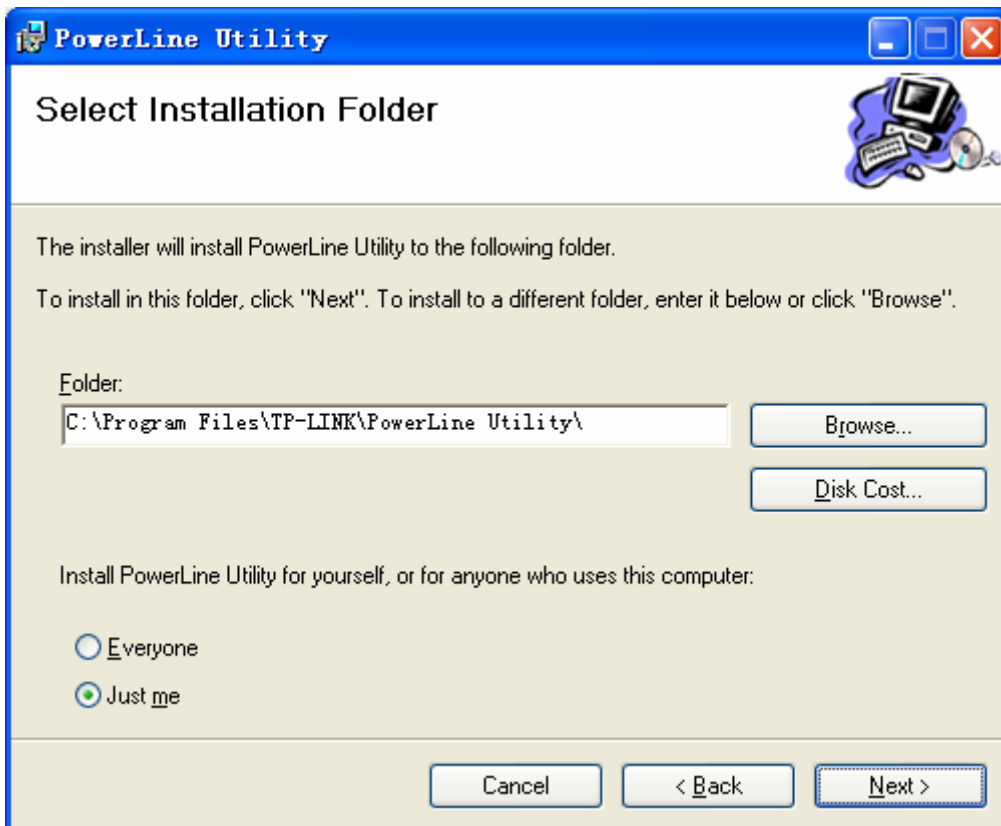 PowerLine Utility
Select Installation Folder
The installer will install PowerLine Utility to the following folder.
To install in this folder, click "Next". To install to a different folder, enter it below or click "Browse".
Folder:
C:\Program Files\TP-LINK\PowerLine Utility\
Browse...
Disk Cost...
Install PowerLine Utility for yourself, or for anyone who uses this computer:
Everyone
Just me
Cancel
< Back
Next >